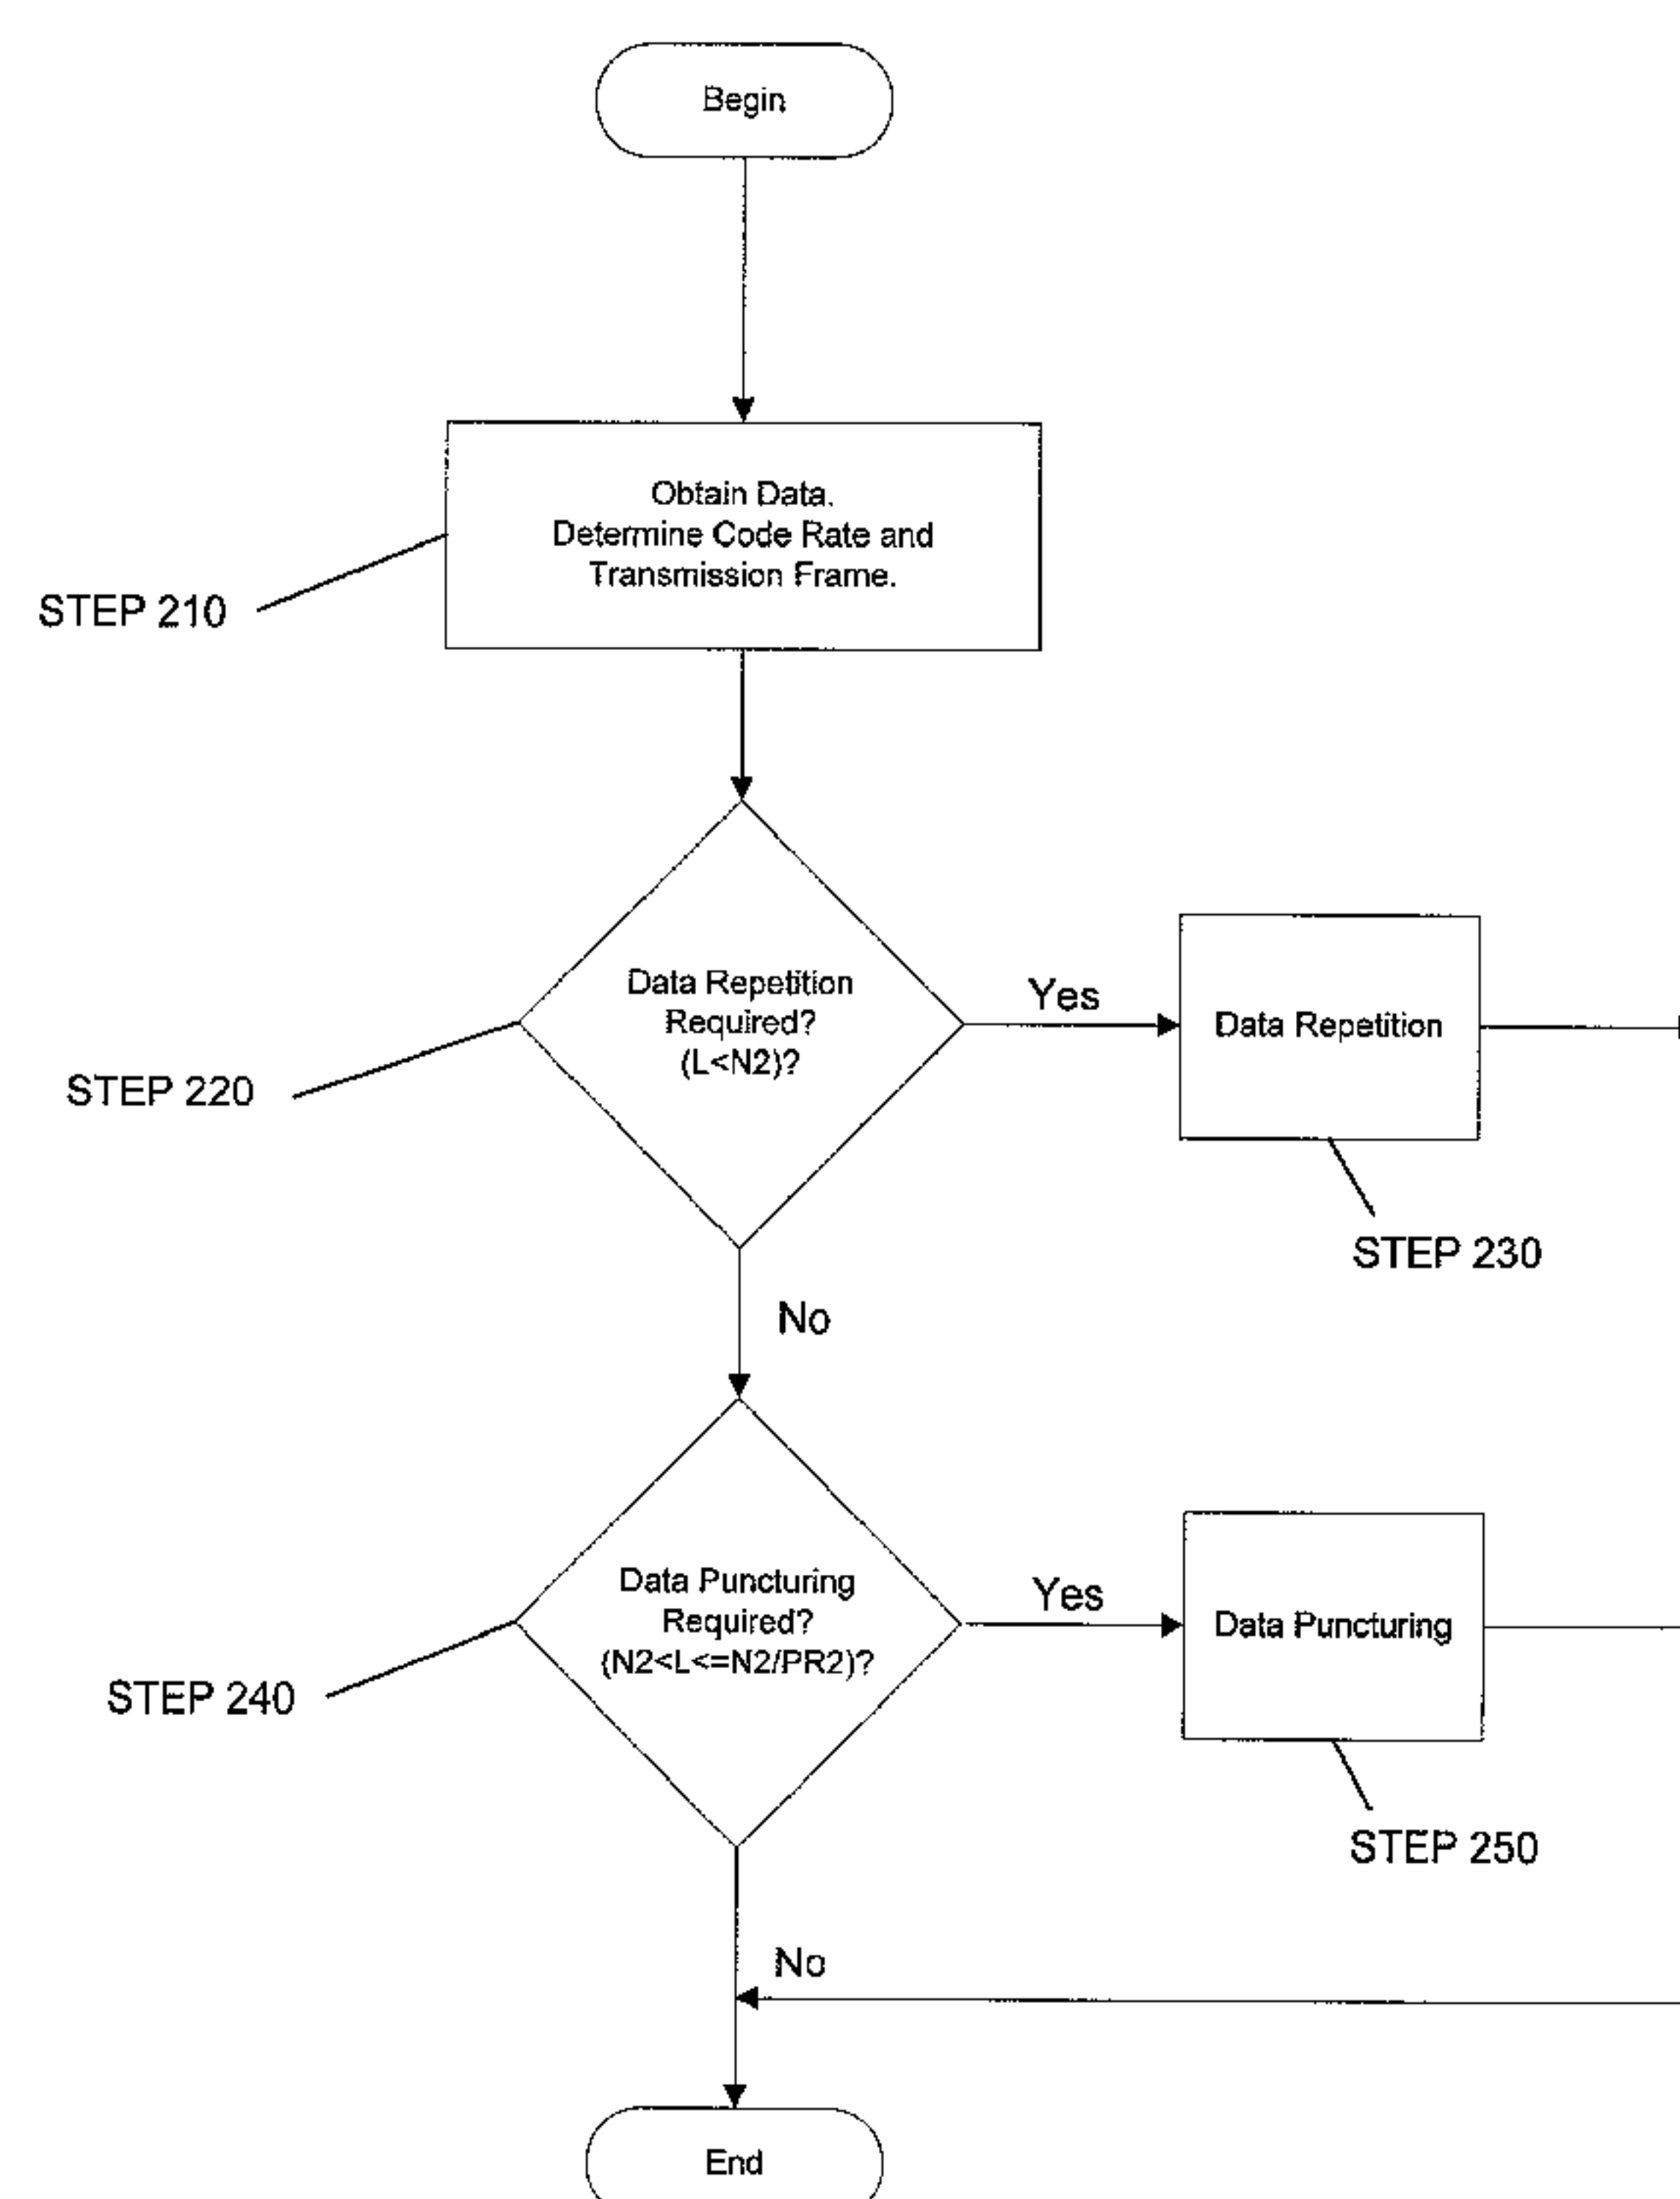 Begin
Obtain Data.
Determine Code Rate and
Transmission Frame.
STEP 210
Data Repetition
Required?
(L<N2)?
Yes
Data Repetition
STEP 220
STEP 230
No
Data Puncturing
Required?
(N2<L<=N2/PR2)?
Yes
Data Puncturing
STEP 240
STEP 250
No
End